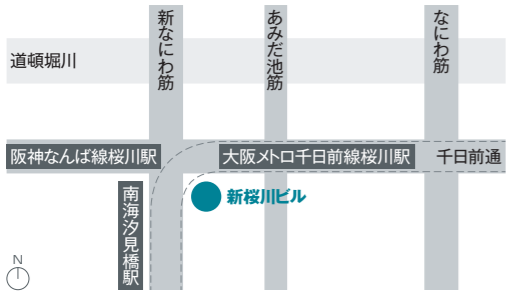 新なにわ筋
あみだ池筋
なにわ筋
道頓堀川
阪神なんば線桜川駅
大阪メトロ千日前線桜川駅
千日前通
南海汐見橋駅
新桜川ビル
N